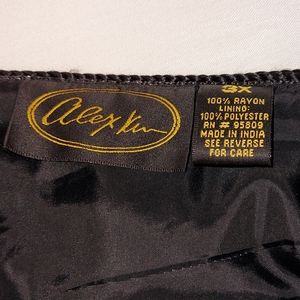 alex kim
3X
100% RAYON
LINING:
100% POLYESTER
RN # 95809
MADE IN INDIA
SEE REVERSE
FOR CARE